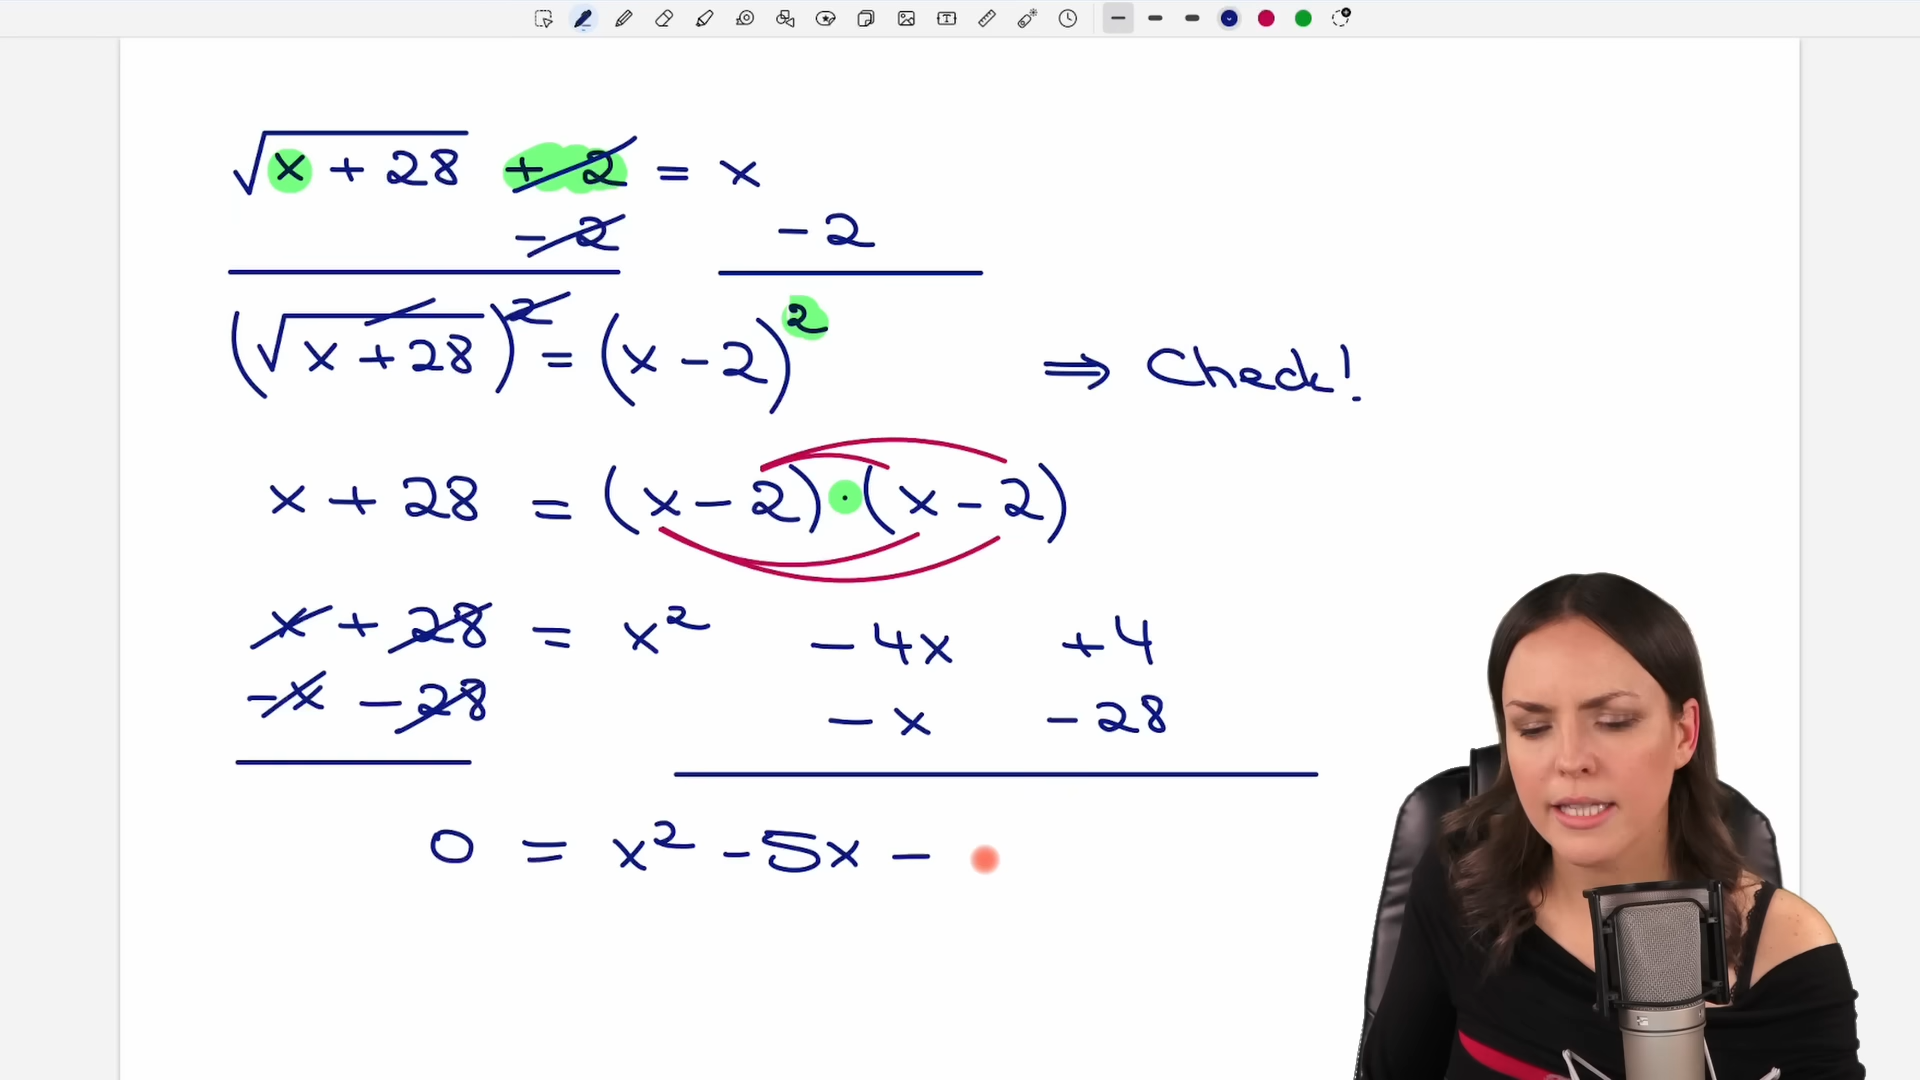 √x + 28 + 2 = x
- 2 - 2
(√x + 28)² = (x - 2)²
⇒ Check!
x + 28 = (x - 2) · (x - 2)
x + 28 = x² - 4x + 4
- x - 28 - x - 28
0 = x² - 5x -